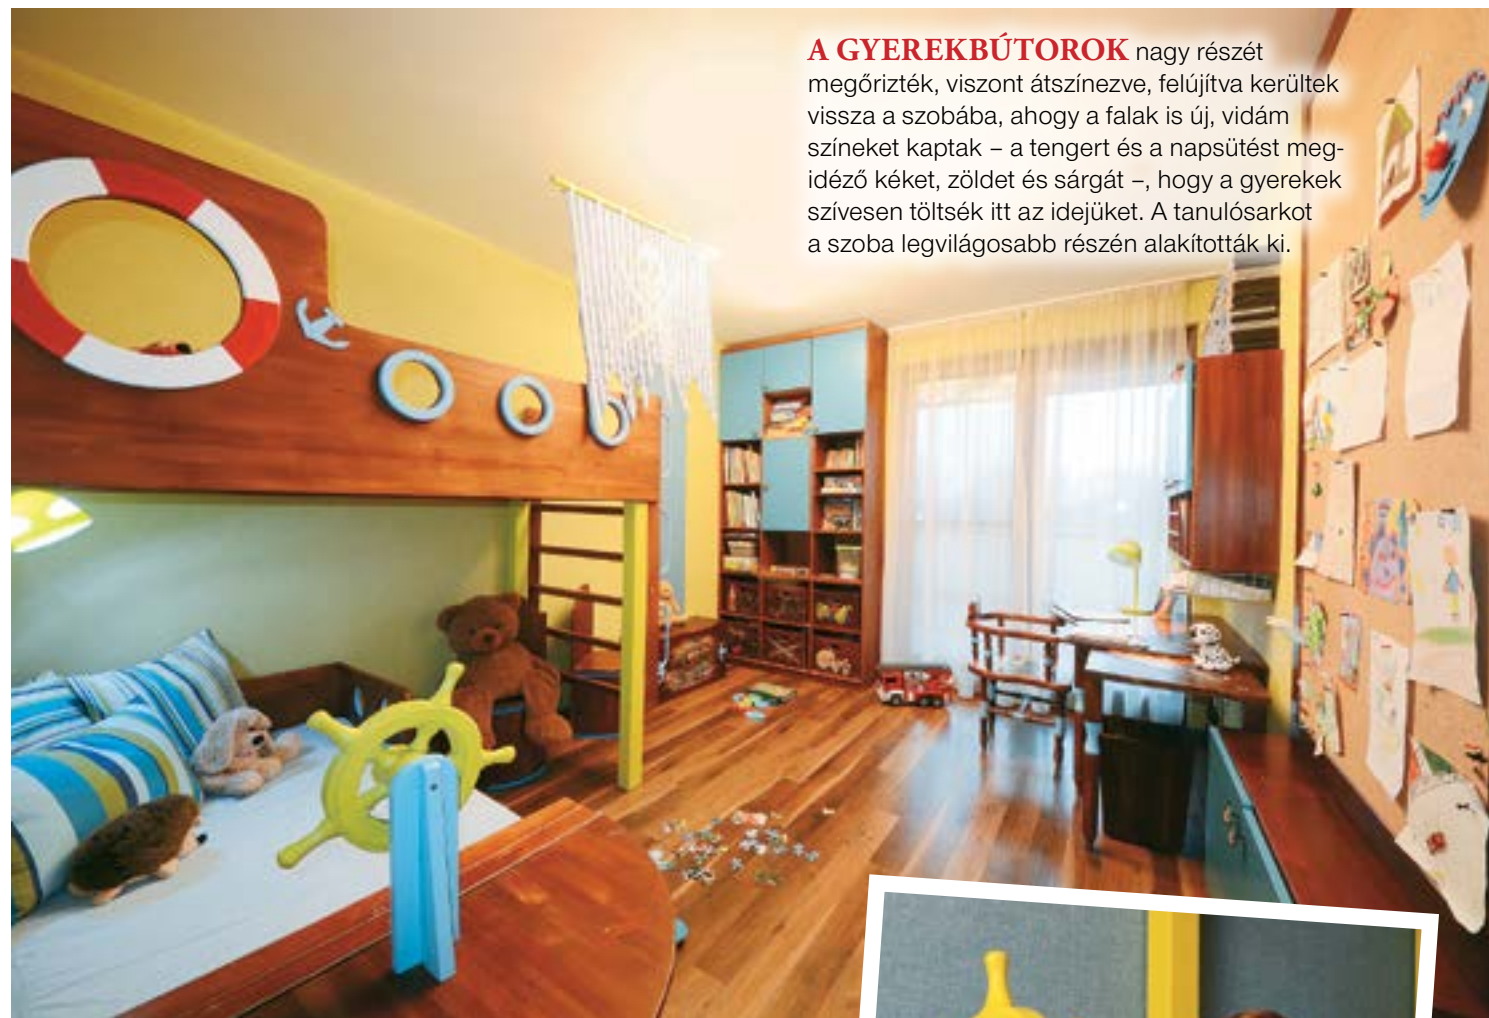 A GYEREKBÚTOROK nagy részét
megőrizték, viszont átszínezve, felújítva kerültek
vissza a szobába, ahogy a falak is új, vidám
színeket kaptak – a tengert és a napsütést meg-
idéző kéket, zöldet és sárgát –, hogy a gyerekek
szívesen töltsék itt az idejüket. A tanulósarkot
a szoba legvilágosabb részén alakították ki.